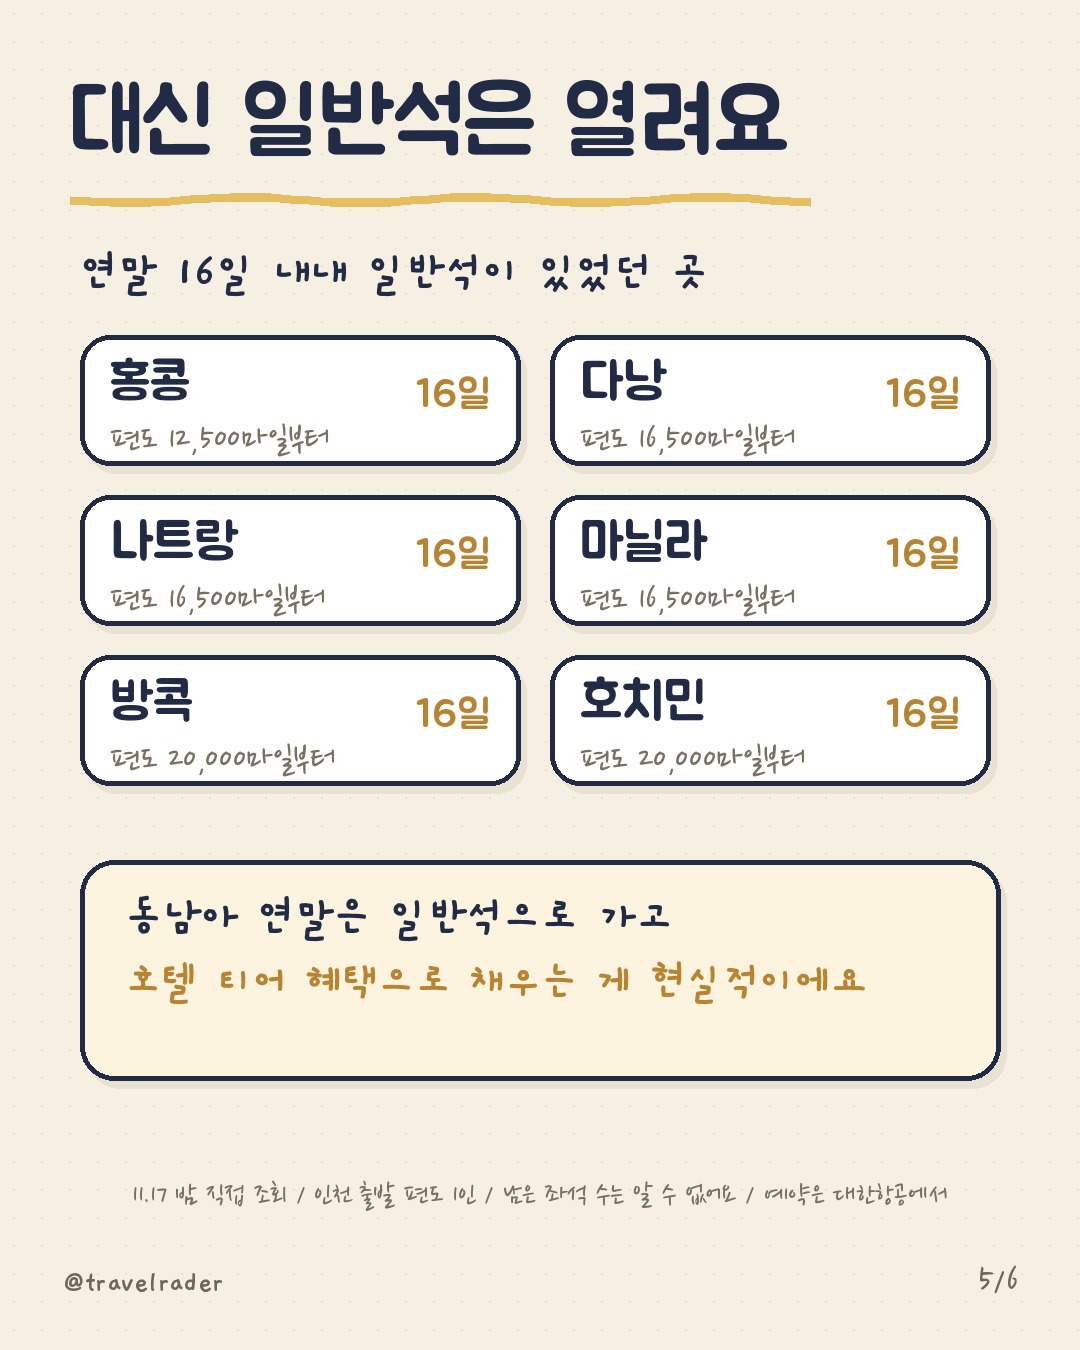 대신 일반석은 열려요
연말 16일 내내 일반석이 있었던 곳
홍콩
16일
편도 12,500마일부터
다낭
16일
편도 16,500마일부터
나트랑
16일
편도 16,500마일부터
마닐라
16일
편도 16,500마일부터
방콕
16일
편도 20,000마일부터
호치민
16일
편도 20,000마일부터
동남아 연말은 일반석으로 가고
호텔 티어 혜택으로 채우는 게 현실적이에요
11.17 밤 직접 조회 / 인천 출발 편도 1인 / 남은 좌석 수는 알 수 없어요 / 예약은 대한항공에서
@travelrader
5/6